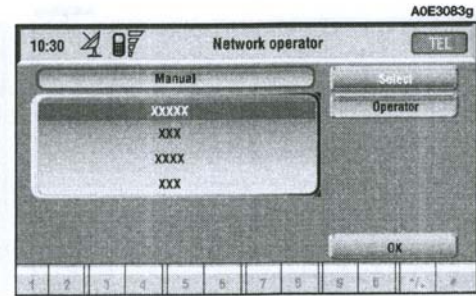 A0E3083g
10:30 Network operator TEL
Manual Select
XXXXX Operator
XXX
XXXX
XXX
OK
1 2 3 4 5 6 7 8 9 0 */+ #